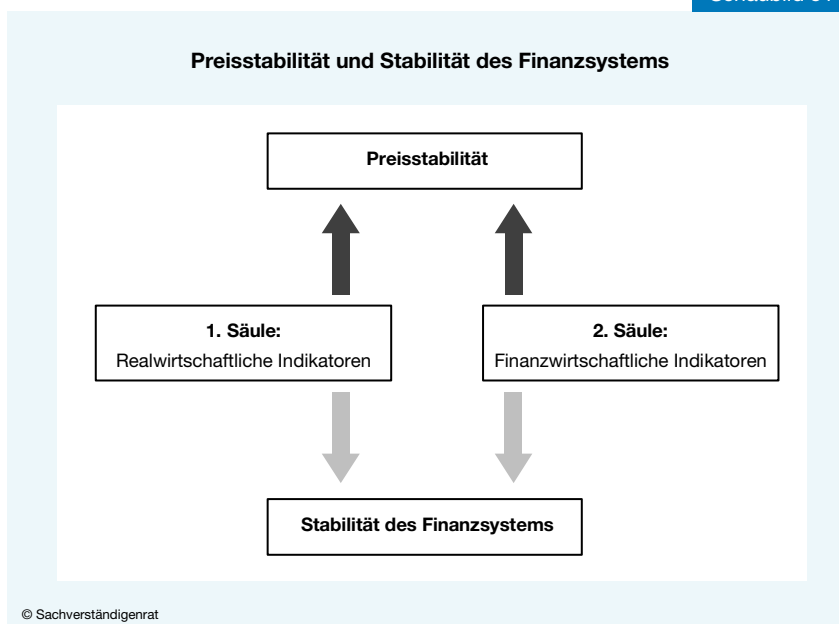 Preisstabilität und Stabilität des Finanzsystems
Preisstabilität
1. Säule:
Realwirtschaftliche Indikatoren
2. Säule:
Finanzwirtschaftliche Indikatoren
Stabilität des Finanzsystems
© Sachverständigenrat